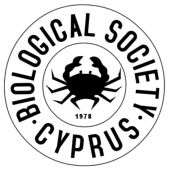 BIOLOGICAL SOCIETY
· CYPRUS ·
1978